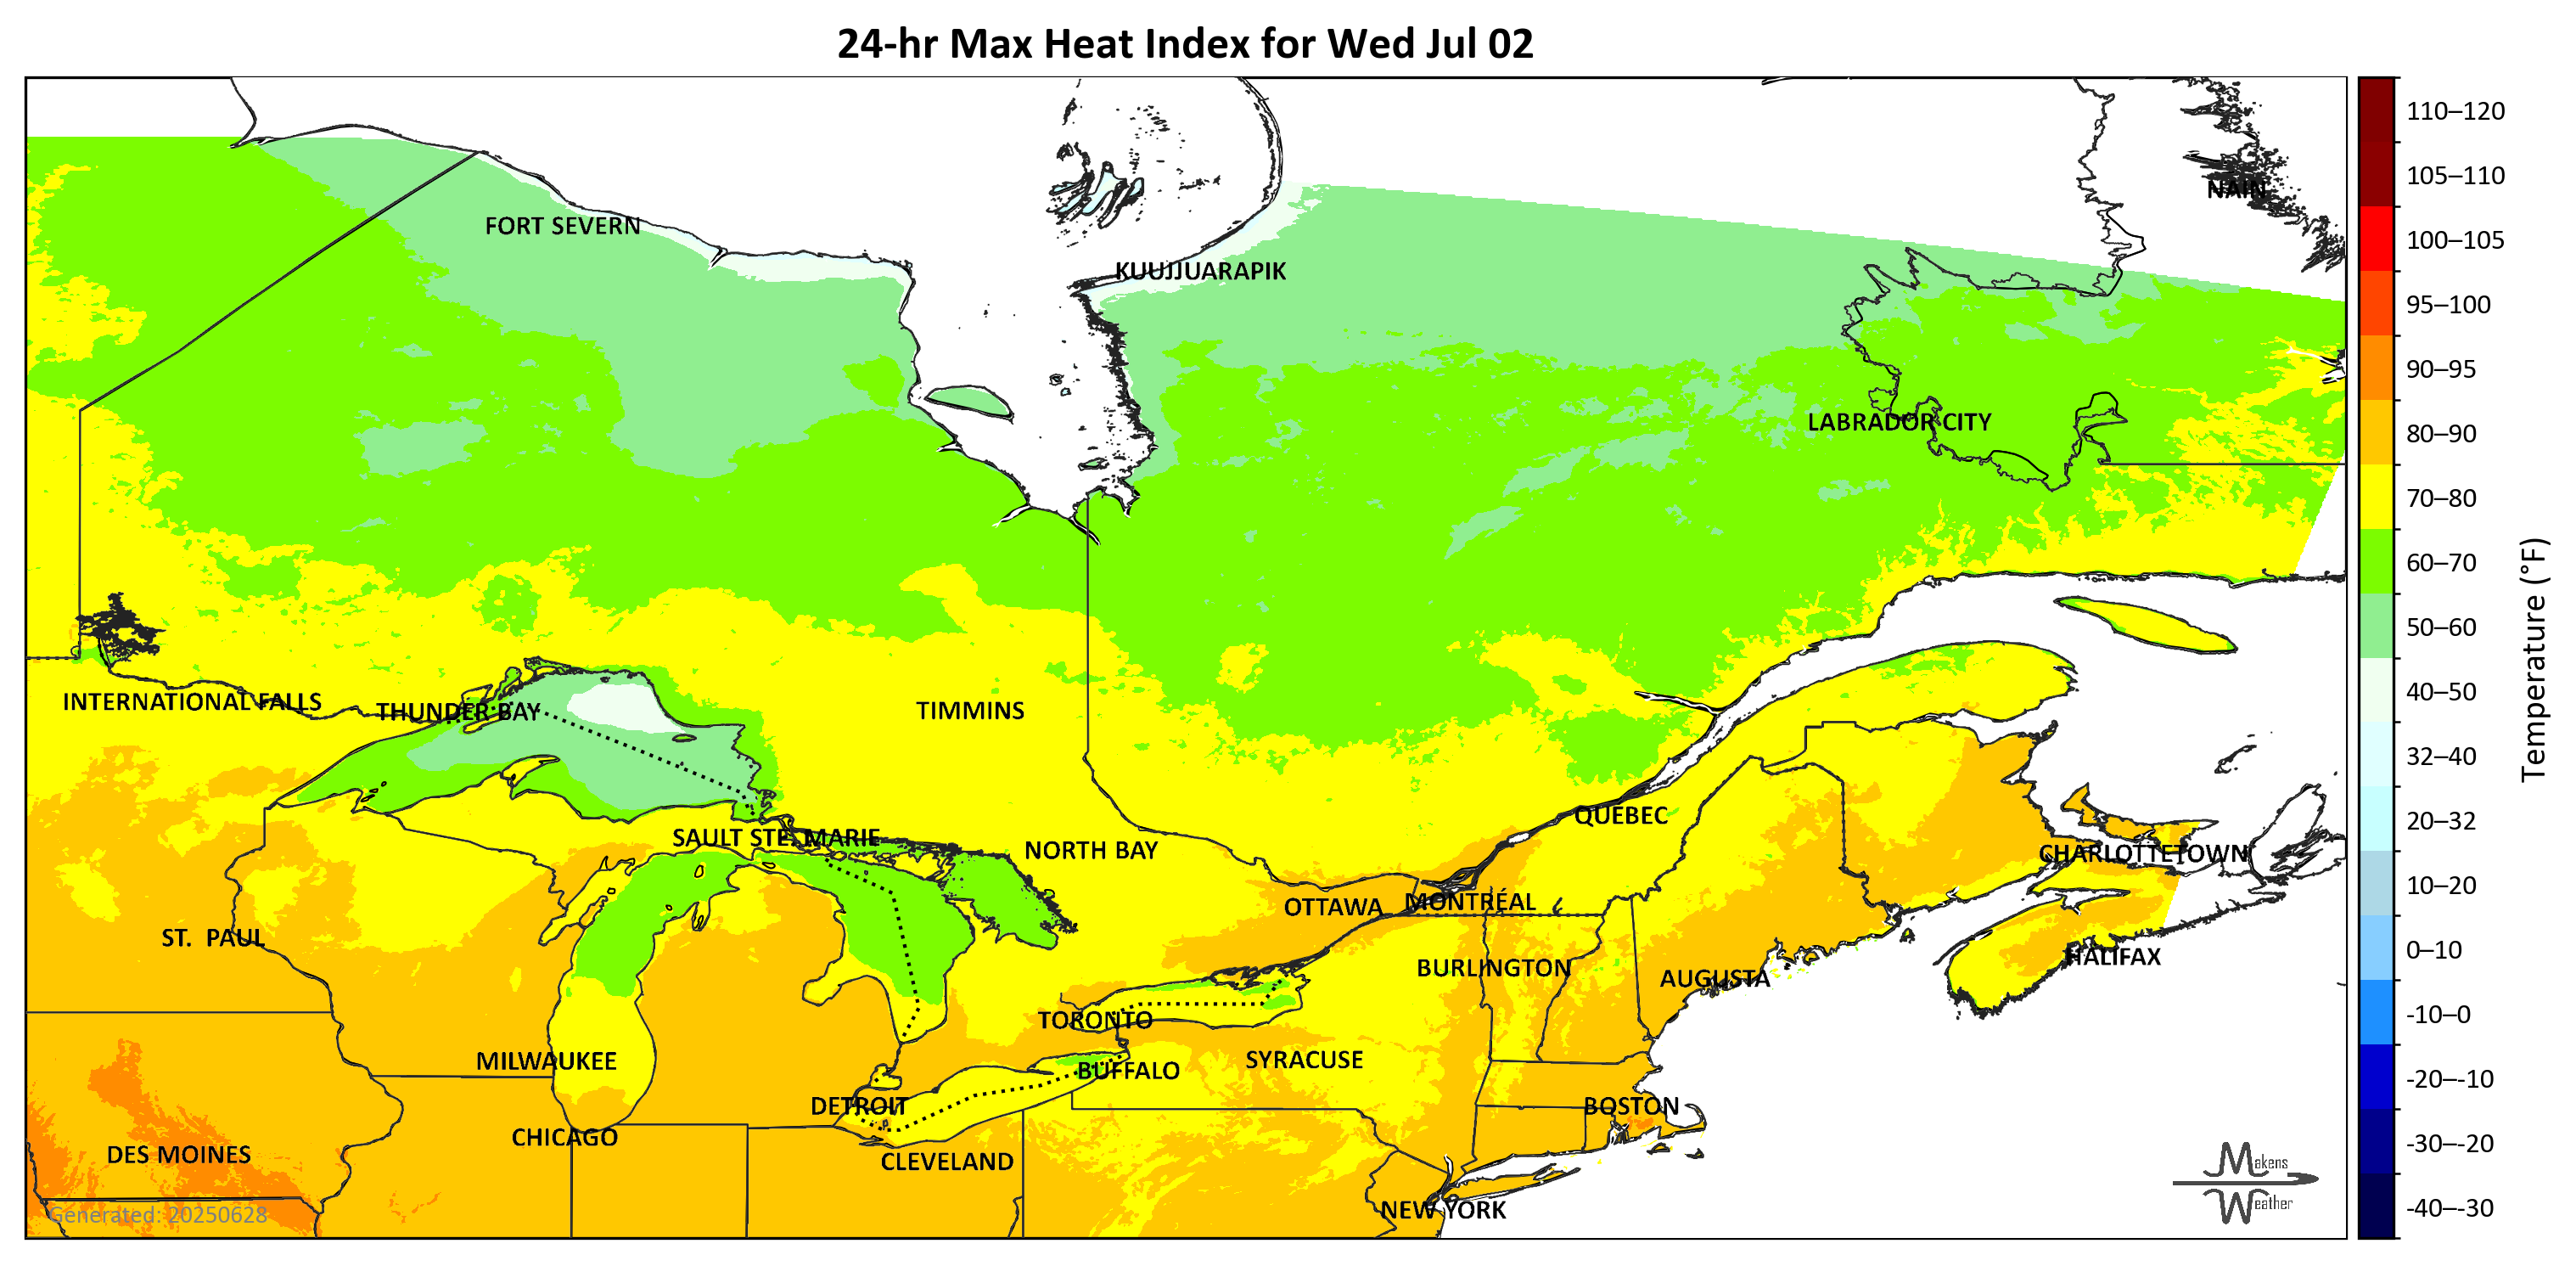 24-hr Max Heat Index for Wed Jul 02
110–120
105–110
NAIN
FORT SEVERN
100–105
KUUJJUARAPIK
95–100
90–95
LABRADOR CITY
80–90
70–80
60–70
50–60
40–50
INTERNATIONAL FALLS
THUNDER BAY
TIMMINS
32–40
Temperature (°F)
QUEBEC
20–32
SAULT STE. MARIE
NORTH BAY
CHARLOTTETOWN
10–20
OTTAWA
MONTRÉAL
ST. PAUL
0–10
HALIFAX
BURLINGTON
AUGUSTA
-10–0
TORONTO
MILWAUKEE
SYRACUSE
BUFFALO
-20–-10
DETROIT
BOSTON
CHICAGO
-30–-20
DES MOINES
CLEVELAND
Makens
Weather
NEW YORK
-40–-30
Generated: 20250628